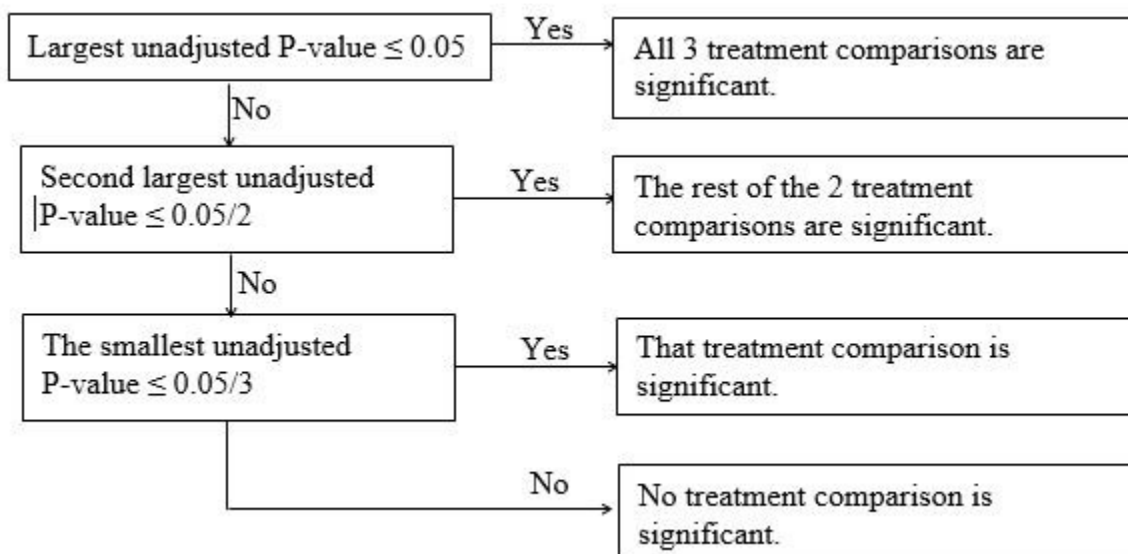 Largest unadjusted P-value ≤ 0.05
Yes
All 3 treatment comparisons are
significant.
No
Second largest unadjusted
P-value ≤ 0.05/2
Yes
The rest of the 2 treatment
comparisons are significant.
No
The smallest unadjusted
P-value ≤ 0.05/3
Yes
That treatment comparison is
significant.
No
No treatment comparison is
significant.